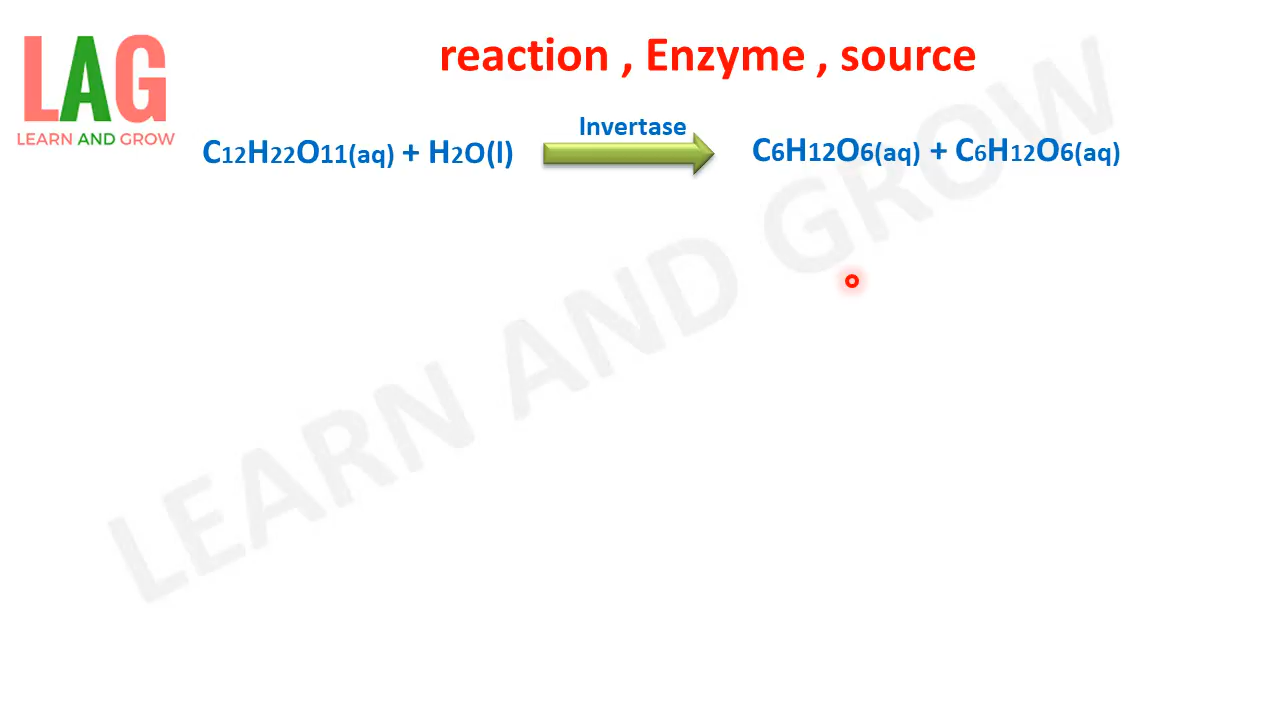 LAG
LEARN AND GROW
reaction , Enzyme , source
Invertase
C12H22O11(aq) + H2O(l)
C6H12O6(aq) + C6H12O6(aq)
LEARN AND GROW